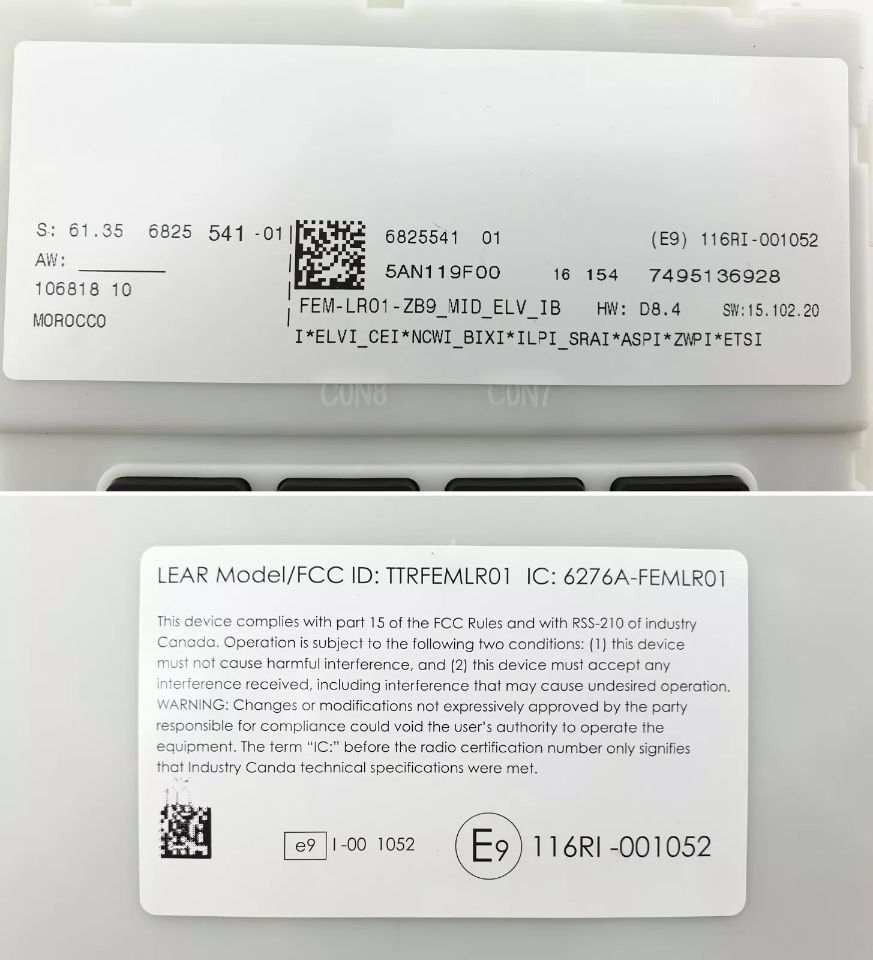 S: 61.35 6825 541 -01
AW:
106818 10
MOROCCO
6825541 01
(E9) 116RI-001052
5AN119F00 16 154 7495136928
FEM-LR01-ZB9_MID_ELV_IB HW: D8.4 SW:15.102.20
I*ELVI_CEI*NCWI_BIXI*ILPI_SRAI*ASPI*ZWPI*ETSI
CON8 CON7
LEAR Model/FCC ID: TTRFEMLR01 IC: 6276A-FEMLR01
This device complies with part 15 of the FCC Rules and with RSS-210 of industry
Canada. Operation is subject to the following two conditions: (1) this device
must not cause harmful interference, and (2) this device must accept any
interference received, including interference that may cause undesired operation.
WARNING: Changes or modifications not expressively approved by the party
responsible for compliance could void the user's authority to operate the
equipment. The term "IC:" before the radio certification number only signifies
that Industry Canda technical specifications were met.
e9 I-00 1052 E9 116RI -001052